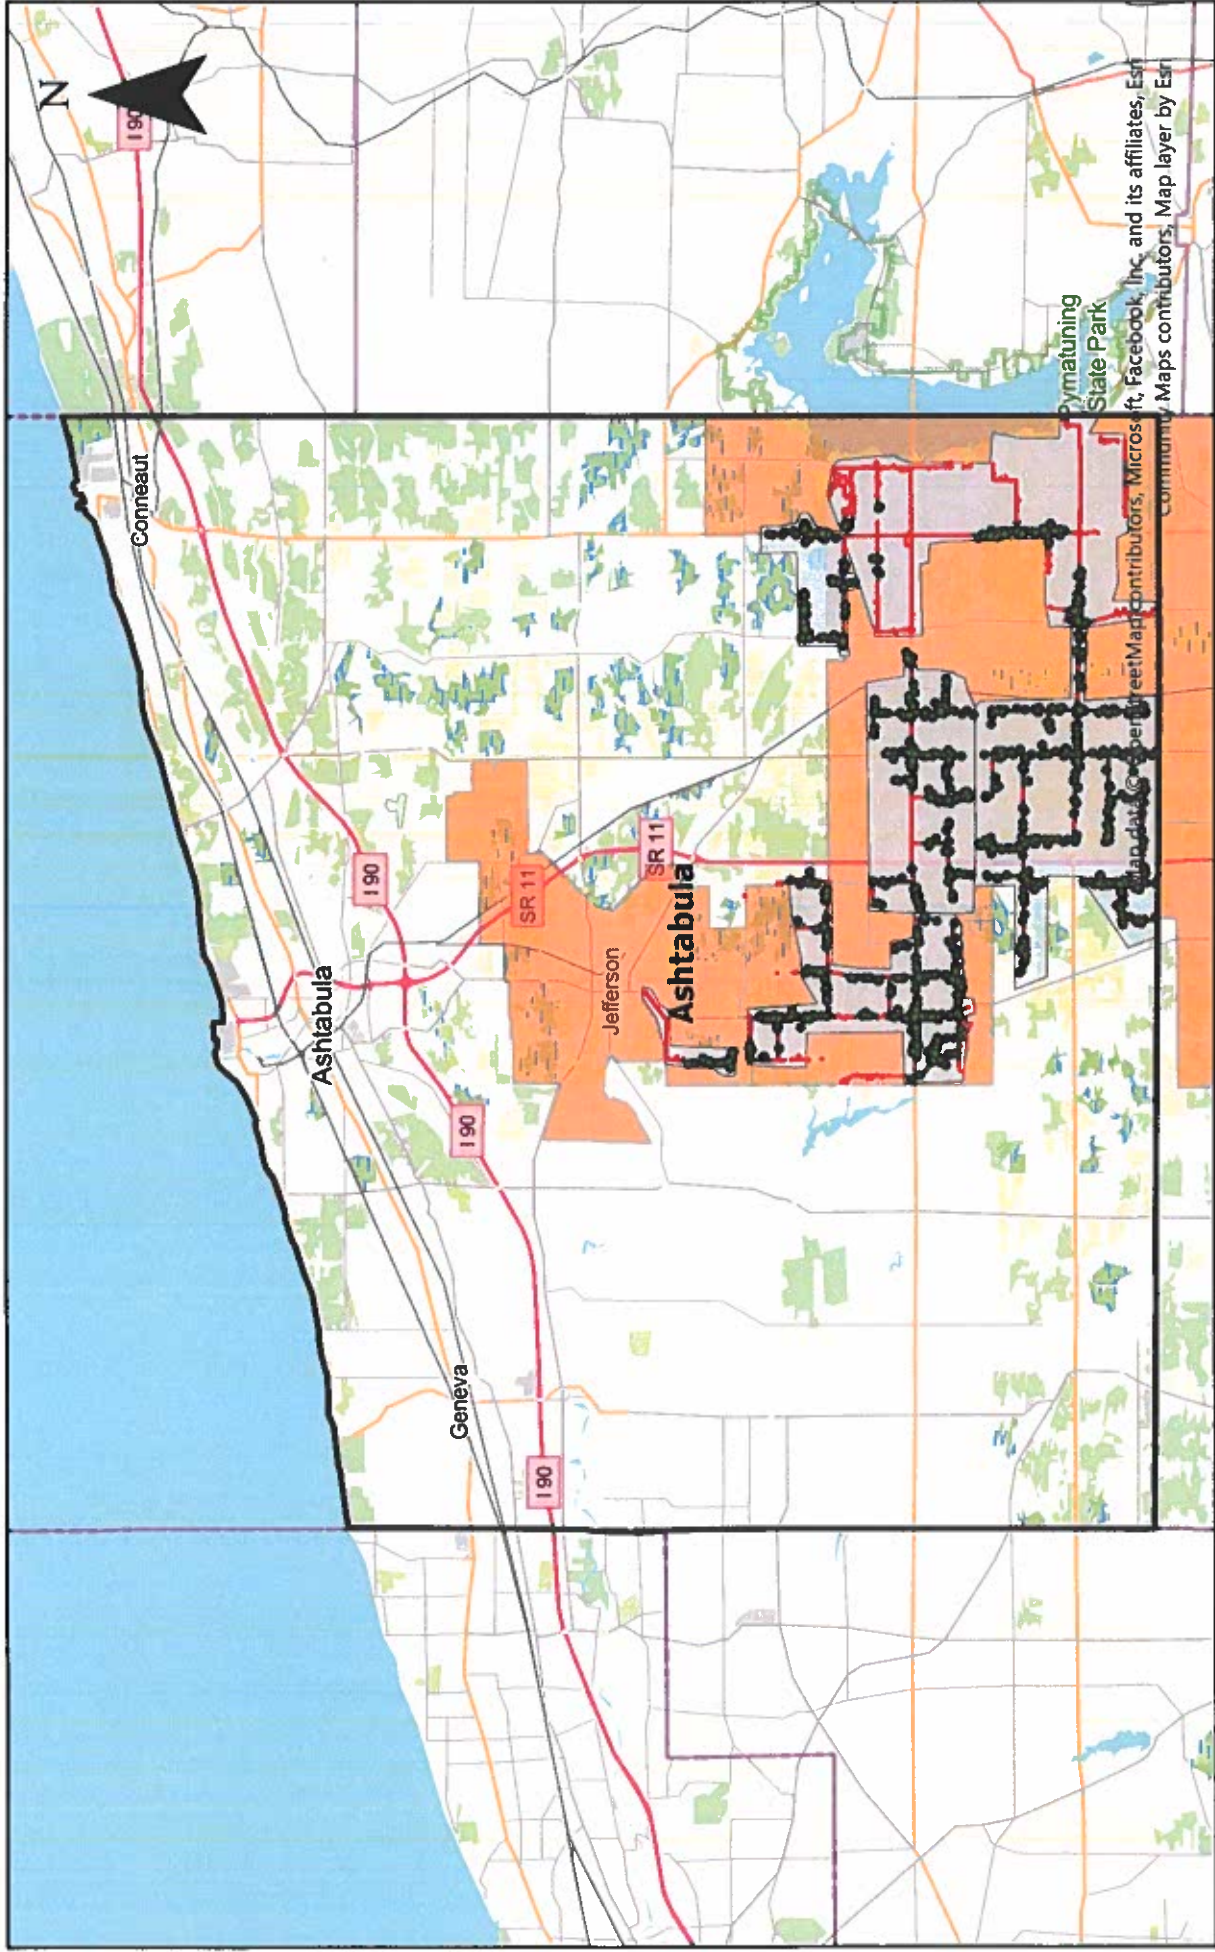 N
I 90
Conneaut
Ashtabula
I 90
Geneva
I 90
SR 11
I 90
Jefferson
SR 11
Ashtabula
Pymatuning
State Park
Map data © OpenStreetMap contributors, Microsoft, Facebook, Inc. and its affiliates, Esri
Community Maps contributors, Map layer by Esri